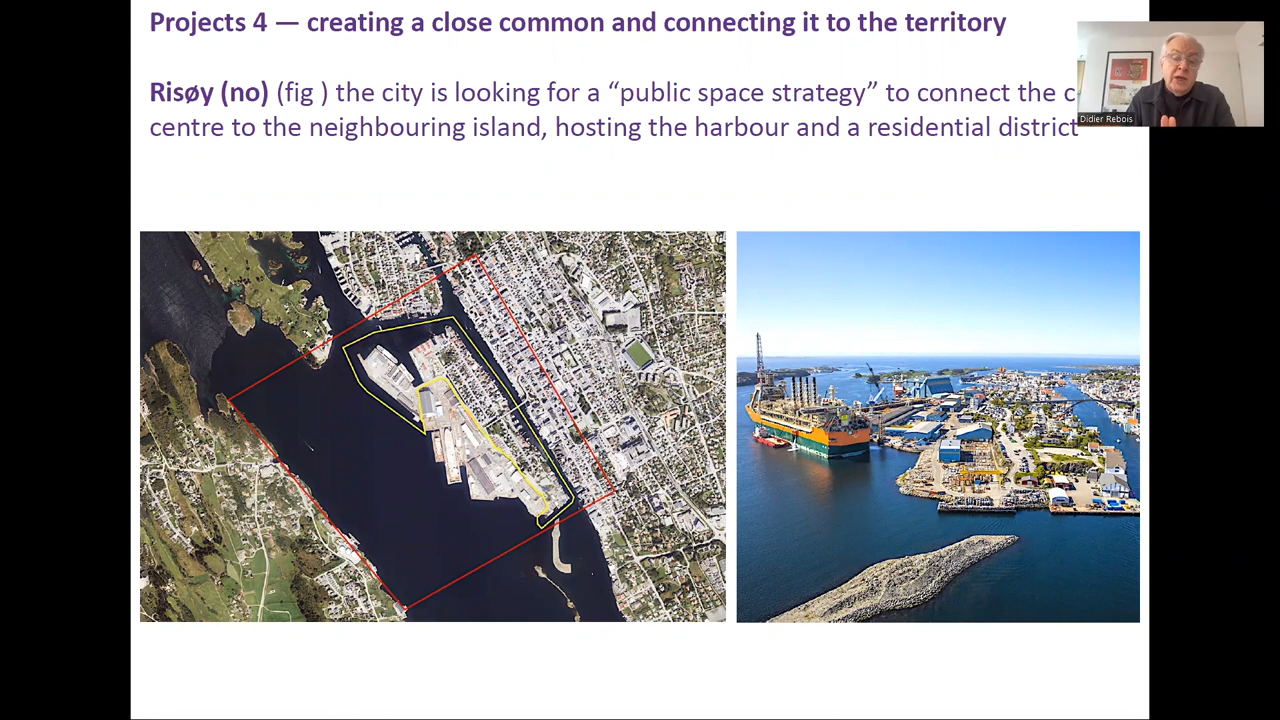 Projects 4 — creating a close common and connecting it to the territory
Risøy (no) (fig ) the city is looking for a “public space strategy” to connect the
centre to the neighbouring island, hosting the harbour and a residential district
Didier Rebois